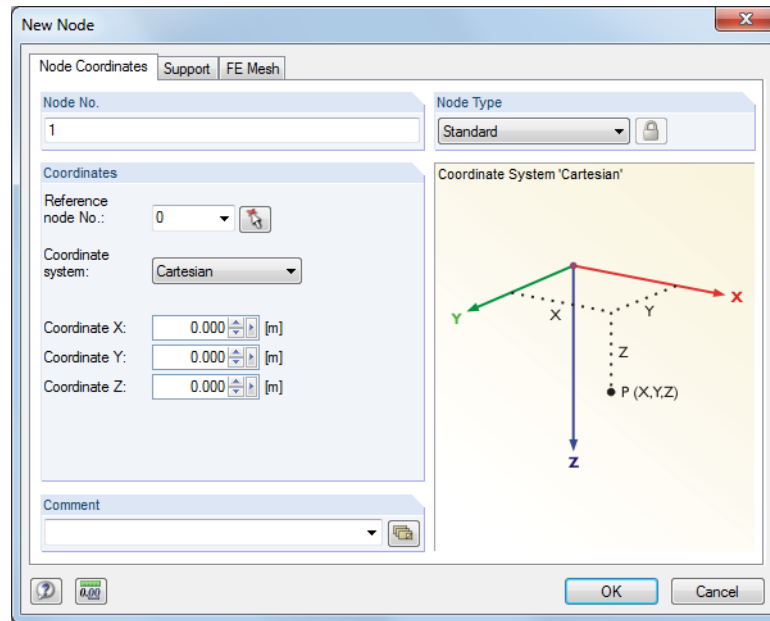 New Node
Node Coordinates Support FE Mesh
Node No.
1
Node Type
Standard
Coordinates
Reference
node No.:
0
Coordinate
system:
Cartesian
Coordinate X: 0.000 [m]
Coordinate Y: 0.000 [m]
Coordinate Z: 0.000 [m]
Coordinate System 'Cartesian'
X
Y
X
Y
Z
P (X,Y,Z)
Z
Comment
0.00
OK Cancel